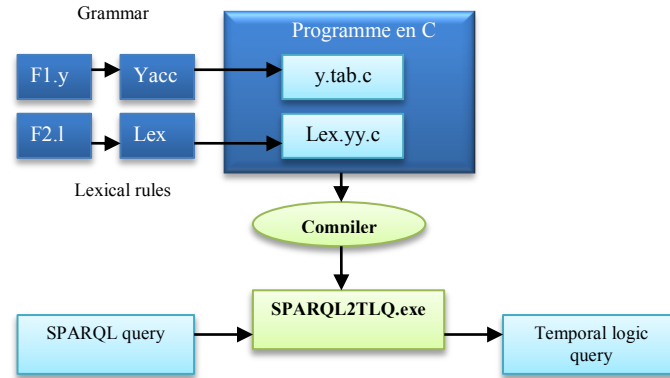 Grammar
Programme en C
F1.y
Yacc
y.tab.c
F2.l
Lex
Lex.yy.c
Lexical rules
Compiler
SPARQL2TLQ.exe
SPARQL query
Temporal logic
query